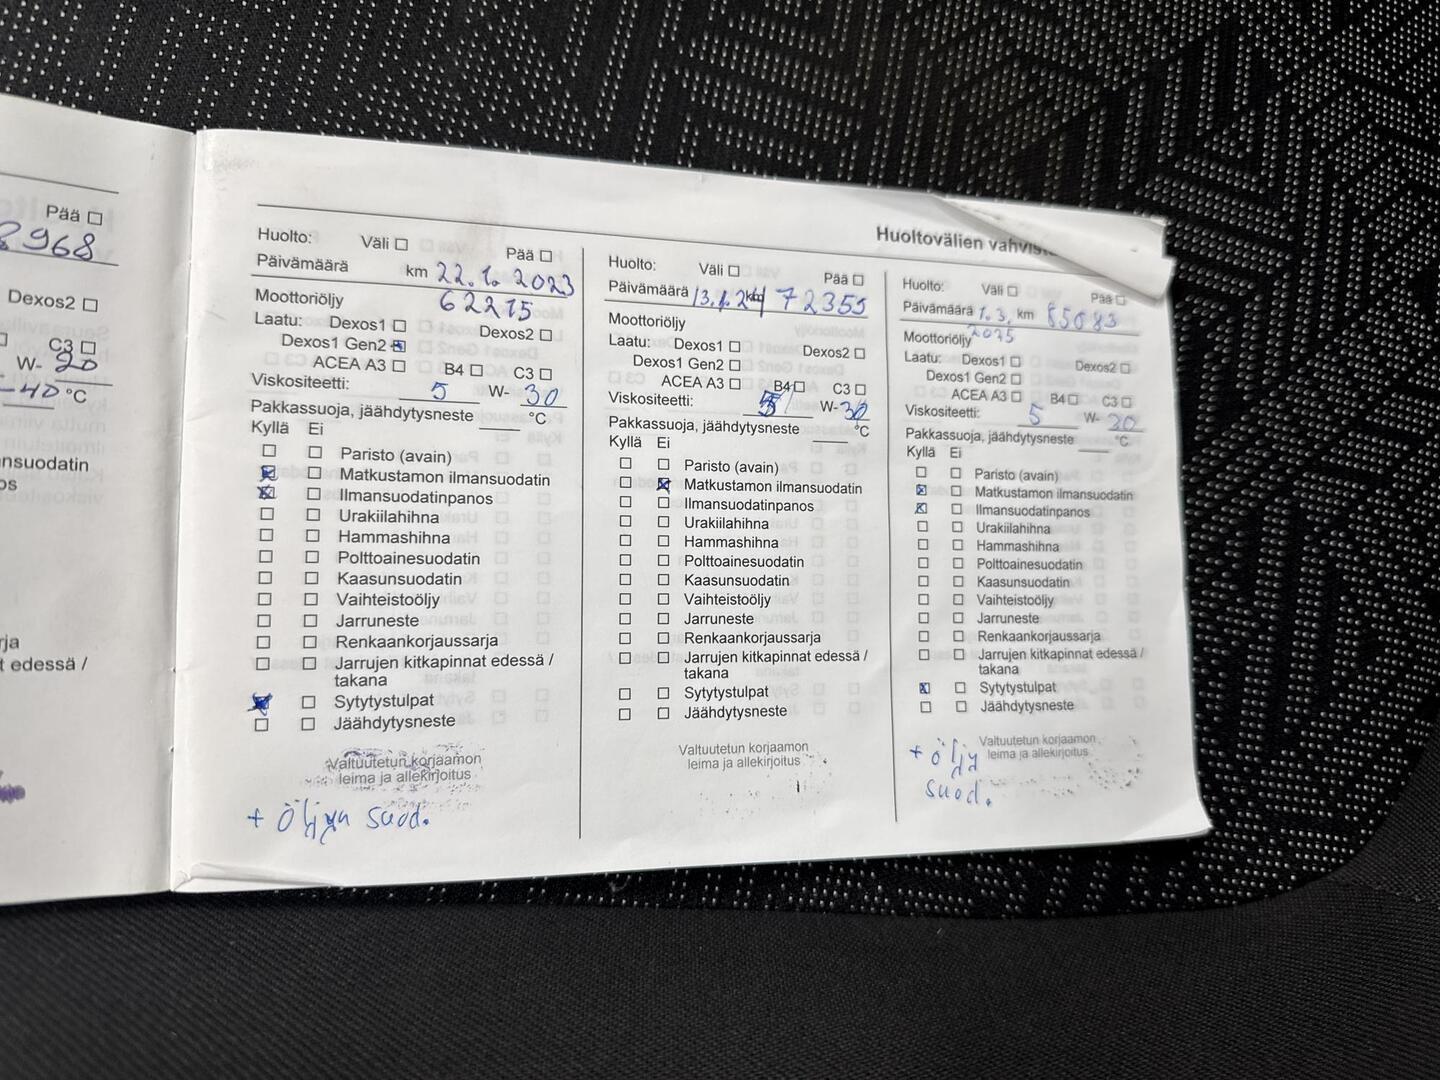 Pää ☐
8968
Dexos2 ☐
C3 ☐
W- 20
-40 °C
nsuodatin
os
rja
t edessä /
Huoltovälien vahvist
Huolto: Väli ☐ Pää ☐
Päivämäärä km 22.1. 2023
62215
Moottoriöljy
Laatu: Dexos1 ☐ Dexos2 ☐
Dexos1 Gen2 ☒
ACEA A3 ☐ B4 ☐ C3 ☐
Viskositeetti: 5 W- 30
Pakkassuoja, jäähdytysneste °C
Kyllä Ei
☐ ☐ Paristo (avain)
☒ ☐ Matkustamon ilmansuodatin
☒ ☐ Ilmansuodatinpanos
☐ ☐ Urakiilahihna
☐ ☐ Hammashihna
☐ ☐ Polttoainesuodatin
☐ ☐ Kaasunsuodatin
☐ ☐ Vaihteistoöljy
☐ ☐ Jarruneste
☐ ☐ Renkaankorjaussarja
☐ ☐ Jarrujen kitkapinnat edessä /
takana
☒ ☐ Sytytystulpat
☐ ☐ Jäähdytysneste
Valtuutetun korjaamon
leima ja allekirjoitus
+ öljyn suod.
Huolto: Väli ☐ Pää ☐
Päivämäärä 13.1.24 km 72355
Moottoriöljy
Laatu: Dexos1 ☐ Dexos2 ☐
Dexos1 Gen2 ☐
ACEA A3 ☐ B4 ☐ C3 ☐
Viskositeetti: 5 W- 30
Pakkassuoja, jäähdytysneste °C
Kyllä Ei
☐ ☐ Paristo (avain)
☐ ☒ Matkustamon ilmansuodatin
☐ ☐ Ilmansuodatinpanos
☐ ☐ Urakiilahihna
☐ ☐ Hammashihna
☐ ☐ Polttoainesuodatin
☐ ☐ Kaasunsuodatin
☐ ☐ Vaihteistoöljy
☐ ☐ Jarruneste
☐ ☐ Renkaankorjaussarja
☐ ☐ Jarrujen kitkapinnat edessä /
takana
☐ ☐ Sytytystulpat
☐ ☐ Jäähdytysneste
Valtuutetun korjaamon
leima ja allekirjoitus
Huolto: Väli ☐ Pää ☐
Päivämäärä 1.3. km 85083
Moottoriöljy 2025
Laatu: Dexos1 ☐ Dexos2 ☐
Dexos1 Gen2 ☐
ACEA A3 ☐ B4 ☐ C3 ☐
Viskositeetti: 5 W- 30
Pakkassuoja, jäähdytysneste °C
Kyllä Ei
☐ ☐ Paristo (avain)
☒ ☐ Matkustamon ilmansuodatin
☒ ☐ Ilmansuodatinpanos
☐ ☐ Urakiilahihna
☐ ☐ Hammashihna
☐ ☐ Polttoainesuodatin
☐ ☐ Kaasunsuodatin
☐ ☐ Vaihteistoöljy
☐ ☐ Jarruneste
☐ ☐ Renkaankorjaussarja
☐ ☐ Jarrujen kitkapinnat edessä /
takana
☒ ☐ Sytytystulpat
☐ ☐ Jäähdytysneste
Valtuutetun korjaamon
leima ja allekirjoitus
+ öljy
suod.